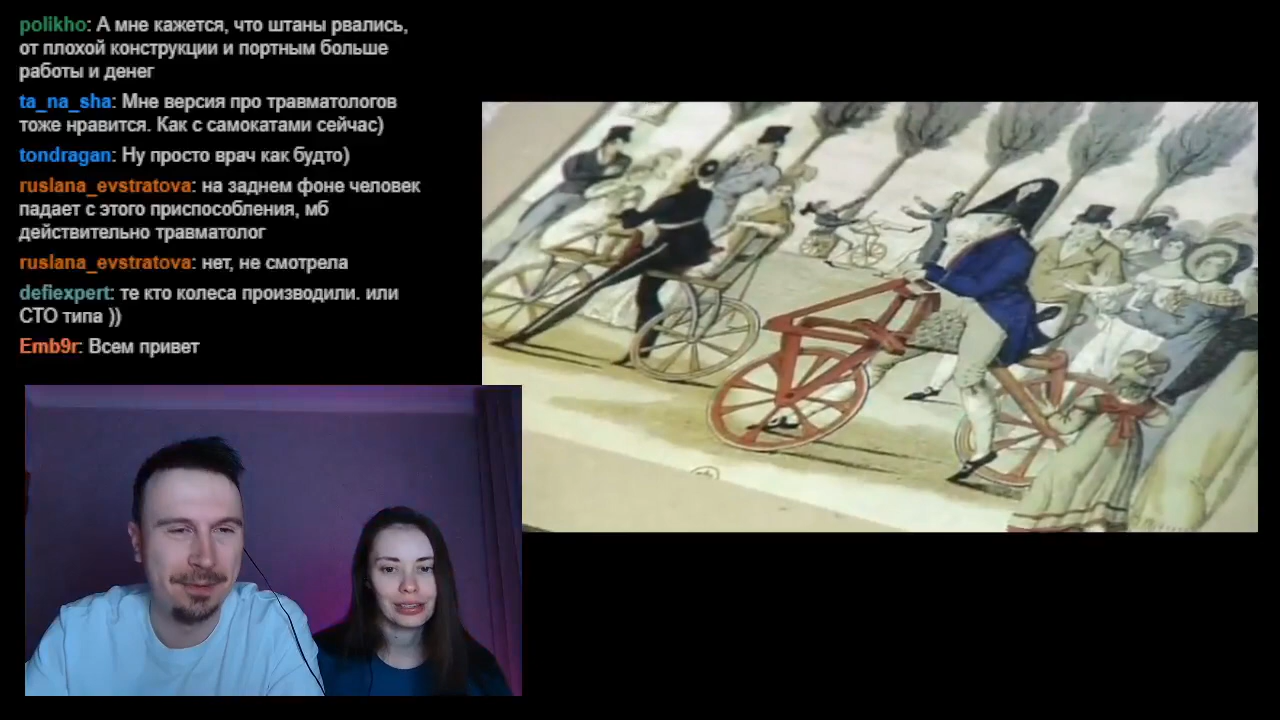 polikho: А мне кажется, что штаны рвались,
от плохой конструкции и портным больше
работы и денег
ta_na_sha: Мне версия про травматологов
тоже нравится. Как с самокатами сейчас)
tondragan: Ну просто врач как будто)
ruslana_evstratova: на заднем фоне человек
падает с этого приспособления, мб
действительно травматолог
ruslana_evstratova: нет, не смотрела
defiexpert: те кто колеса производили. или
СТО типа ))
Emb9r: Всем привет